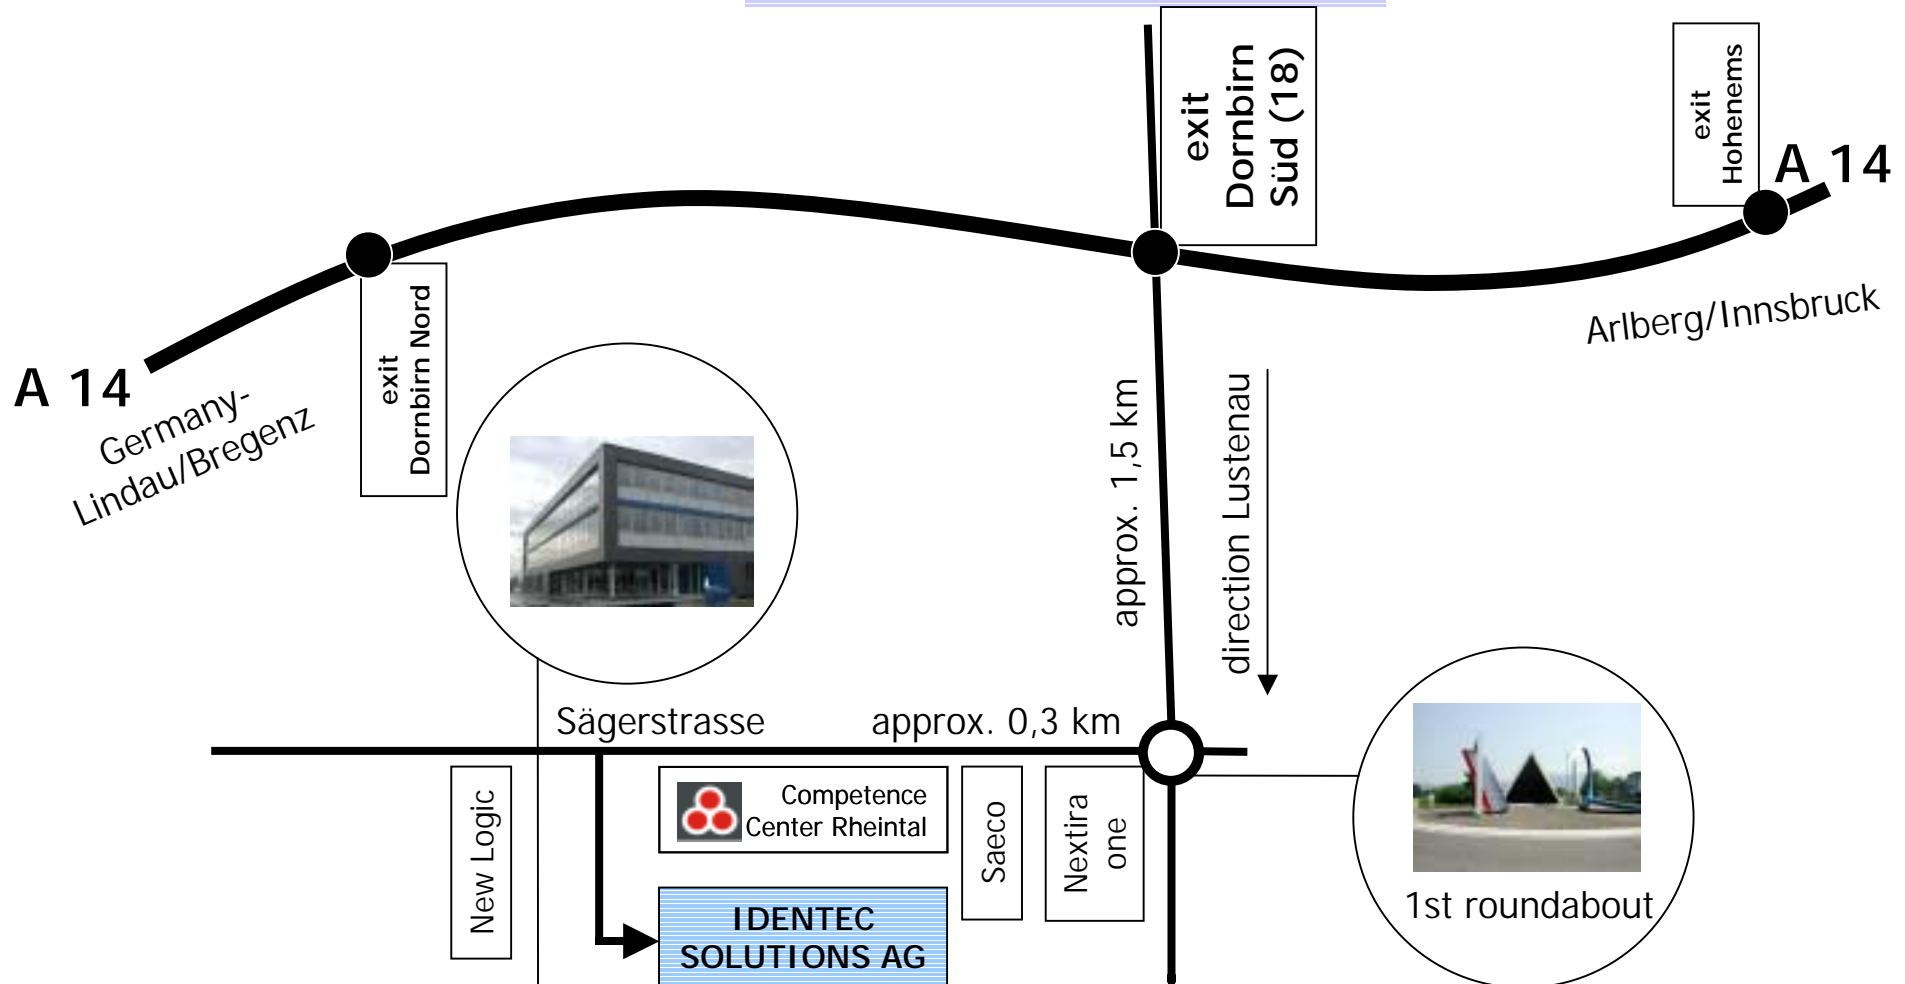 exit
Dornbirn
Süd (18)
exit
Hohenems
A 14
Arlberg/Innsbruck
exit
Dornbirn Nord
A 14
Germany-
Lindau/Bregenz
approx. 1,5 km
direction Lustenau
Sägerstrasse
approx. 0,3 km
New Logic
Competence
Center Rheintal
Saeco
Nextira
one
1st roundabout
IDENTEC
SOLUTIONS AG